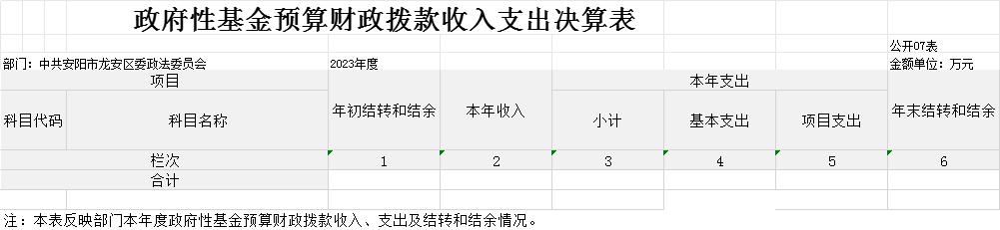 政府性基金预算财政拨款收入支出决算表
公开07表
部门：中共安阳市龙安区委政法委员会 2023年度 金额单位：万元
项目 年初结转和结余 本年收入 本年支出 年末结转和结余
科目代码 科目名称 小计 基本支出 项目支出
栏次 1 2 3 4 5 6
合计
注：本表反映部门本年度政府性基金预算财政拨款收入、支出及结转和结余情况。